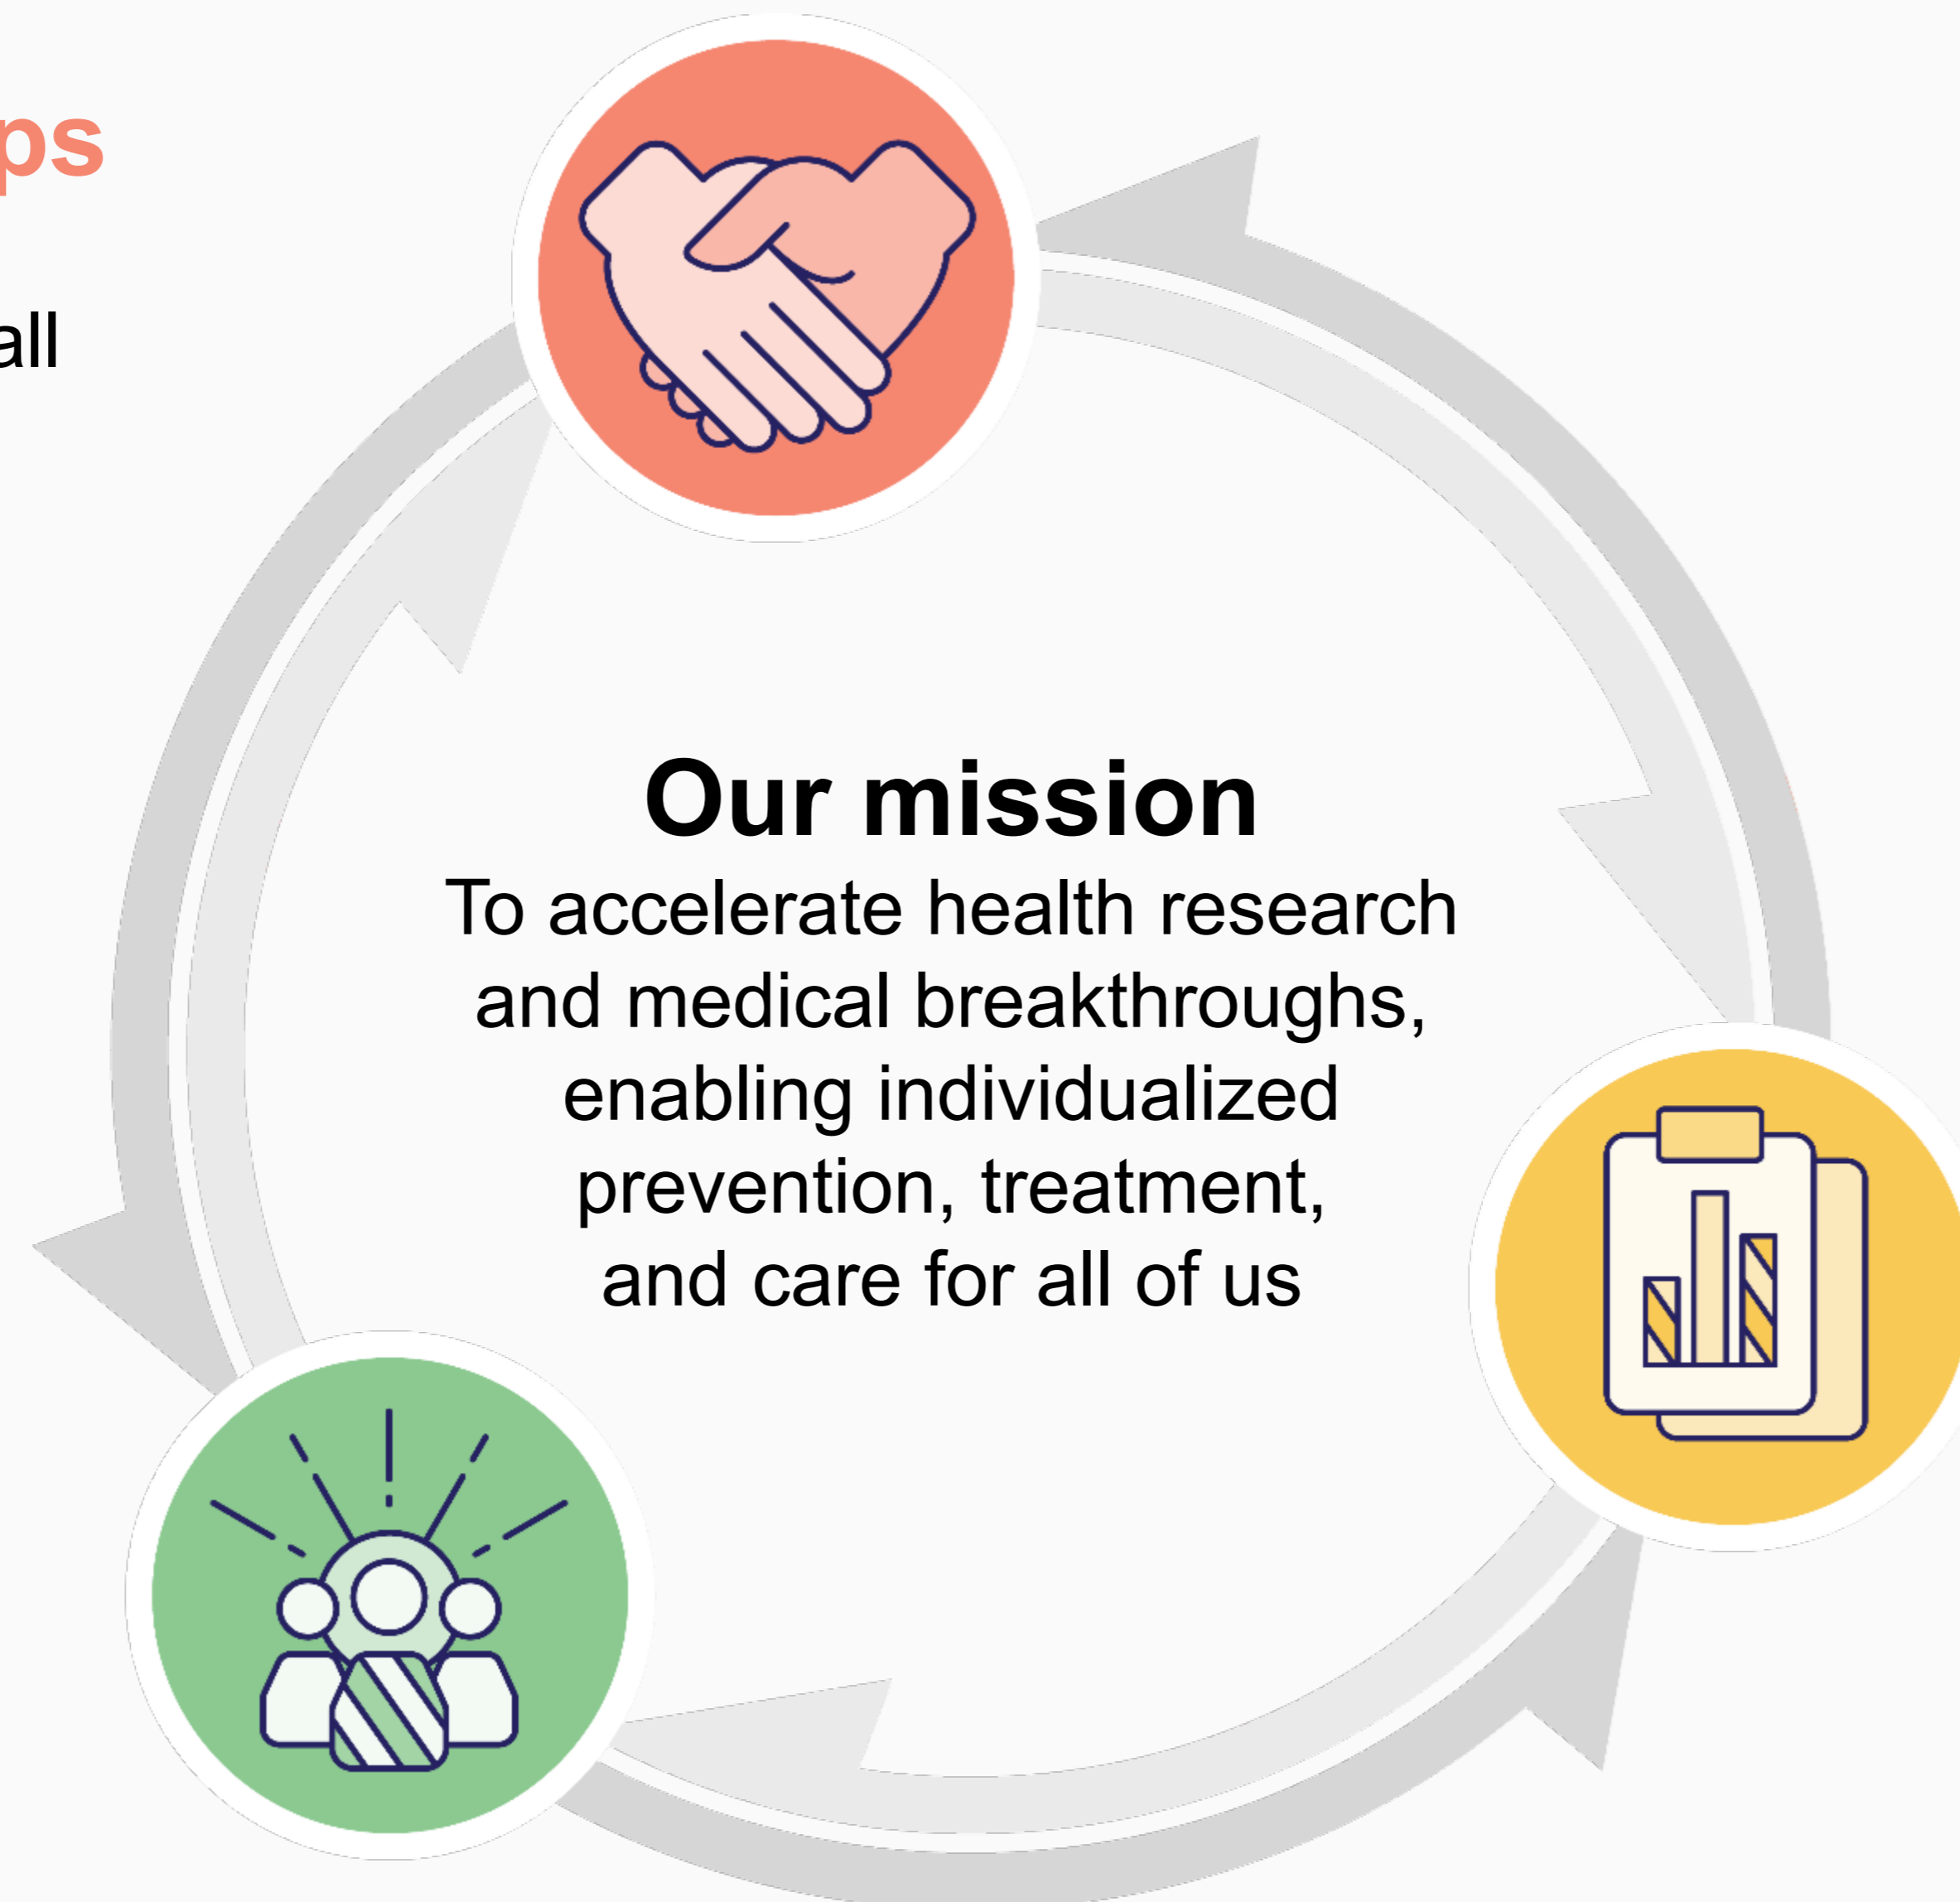 ps
all
Our mission
To accelerate health research
and medical breakthroughs,
enabling individualized
prevention, treatment,
and care for all of us